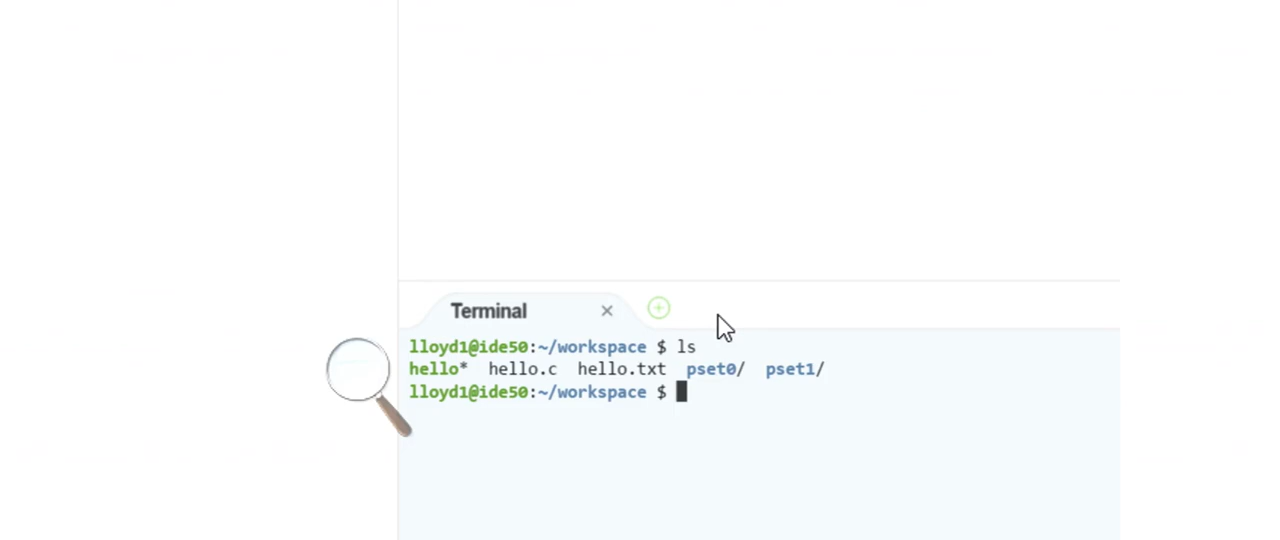 Terminal
lloyd1@ide50:~/workspace $ ls
hello* hello.c hello.txt pset0/ pset1/
lloyd1@ide50:~/workspace $